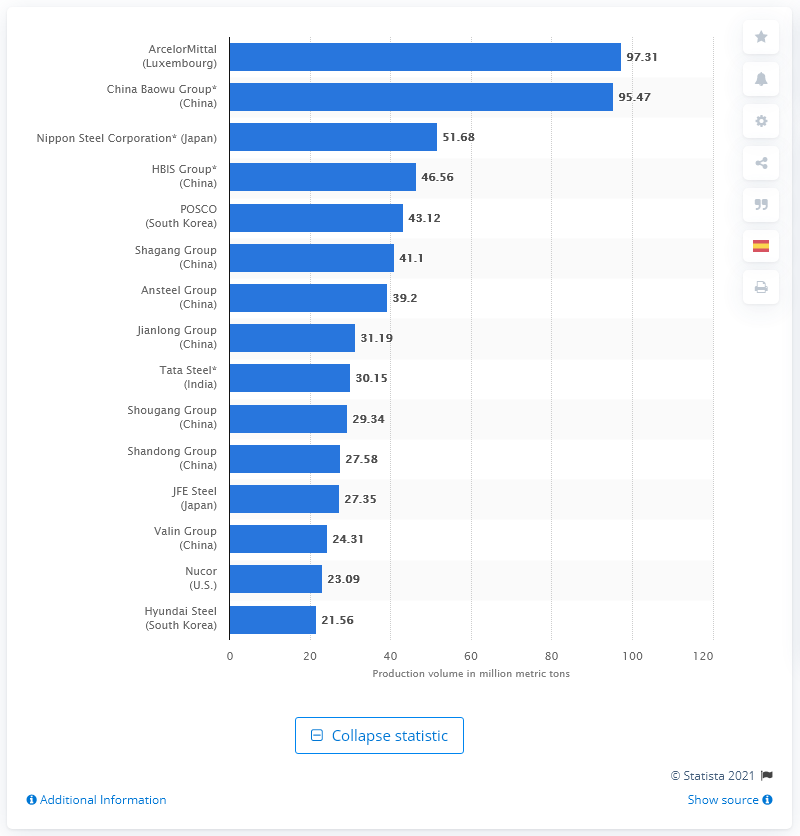 ArcelorMittal
(Luxembourg)
97.31
China Baowu Group*
(China)
95.47
Nippon Steel Corporation* (Japan)
51.68
HBIS Group*
(China)
46.56
POSCO
(South Korea)
43.12
Shagang Group
(China)
41.1
Ansteel Group
(China)
39.2
Jianlong Group
(China)
31.19
Tata Steel*
(India)
30.15
Shougang Group
(China)
29.34
Shandong Group
(China)
27.58
JFE Steel
(Japan)
27.35
Valin Group
(China)
24.31
Nucor
(U.S.)
23.09
Hyundai Steel
(South Korea)
21.56
0 20 40 60 80 100 120
Production volume in million metric tons
Collapse statistic
© Statista 2021
Additional Information
Show source